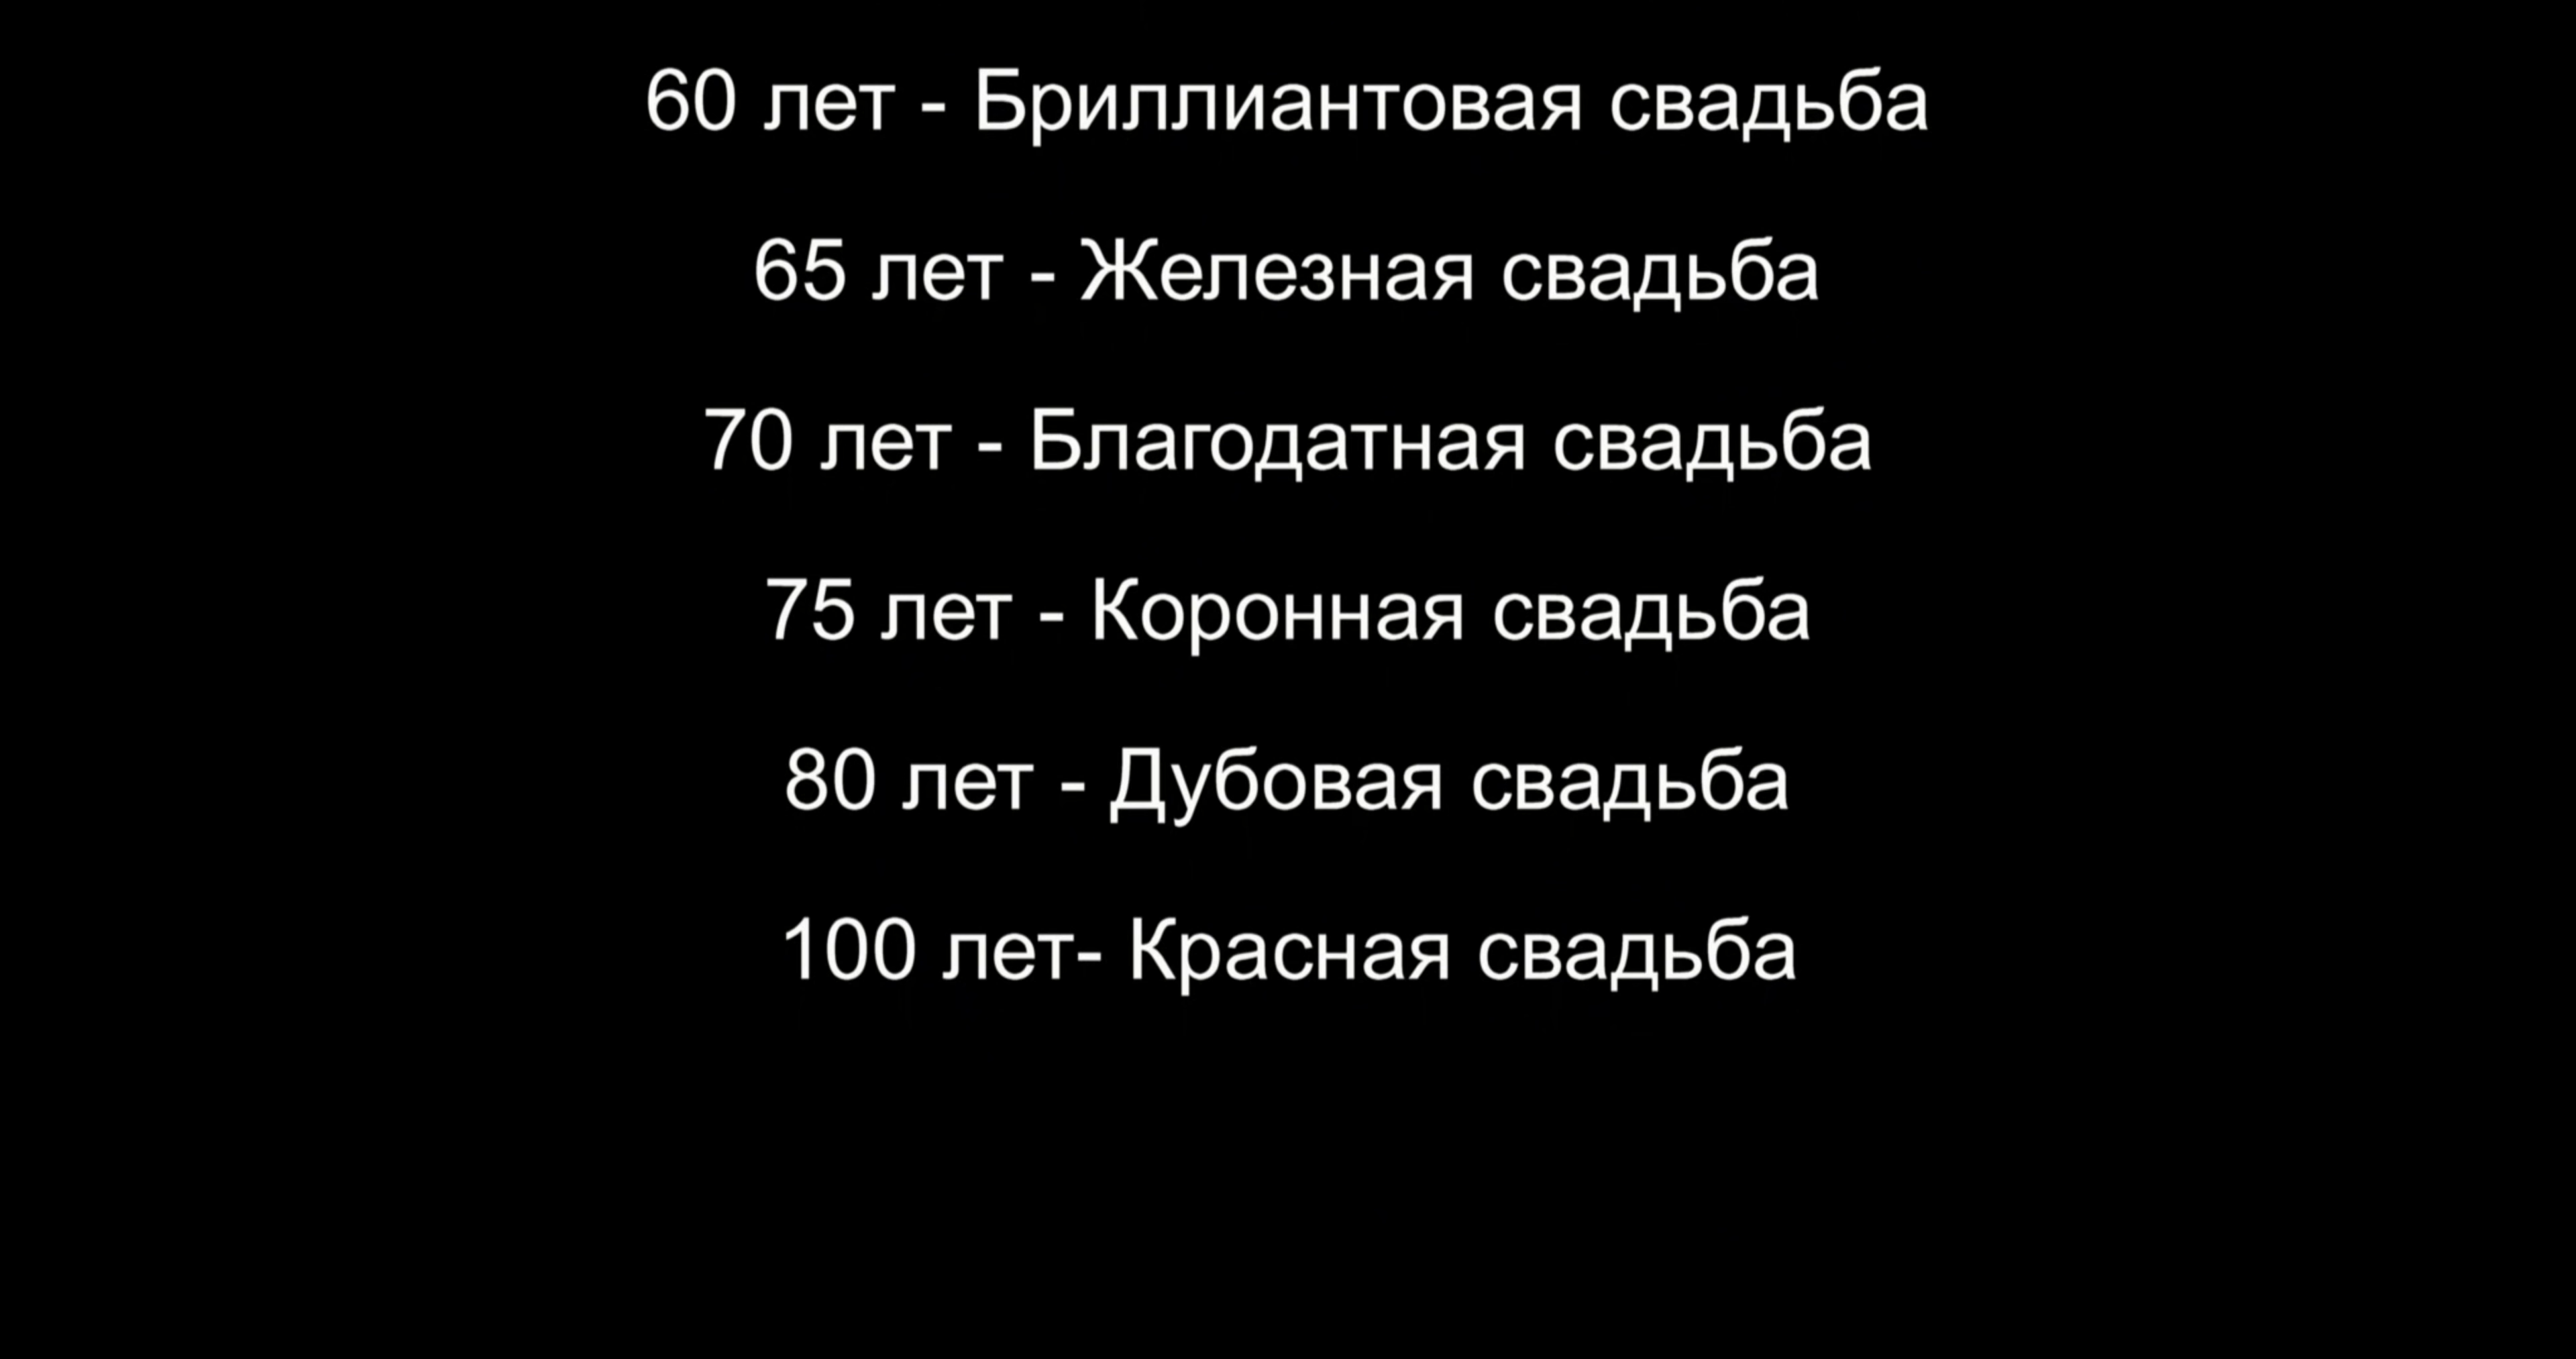 60 лет - Бриллиантовая свадьба
65 лет - Железная свадьба
70 лет - Благодатная свадьба
75 лет - Коронная свадьба
80 лет - Дубовая свадьба
100 лет- Красная свадьба